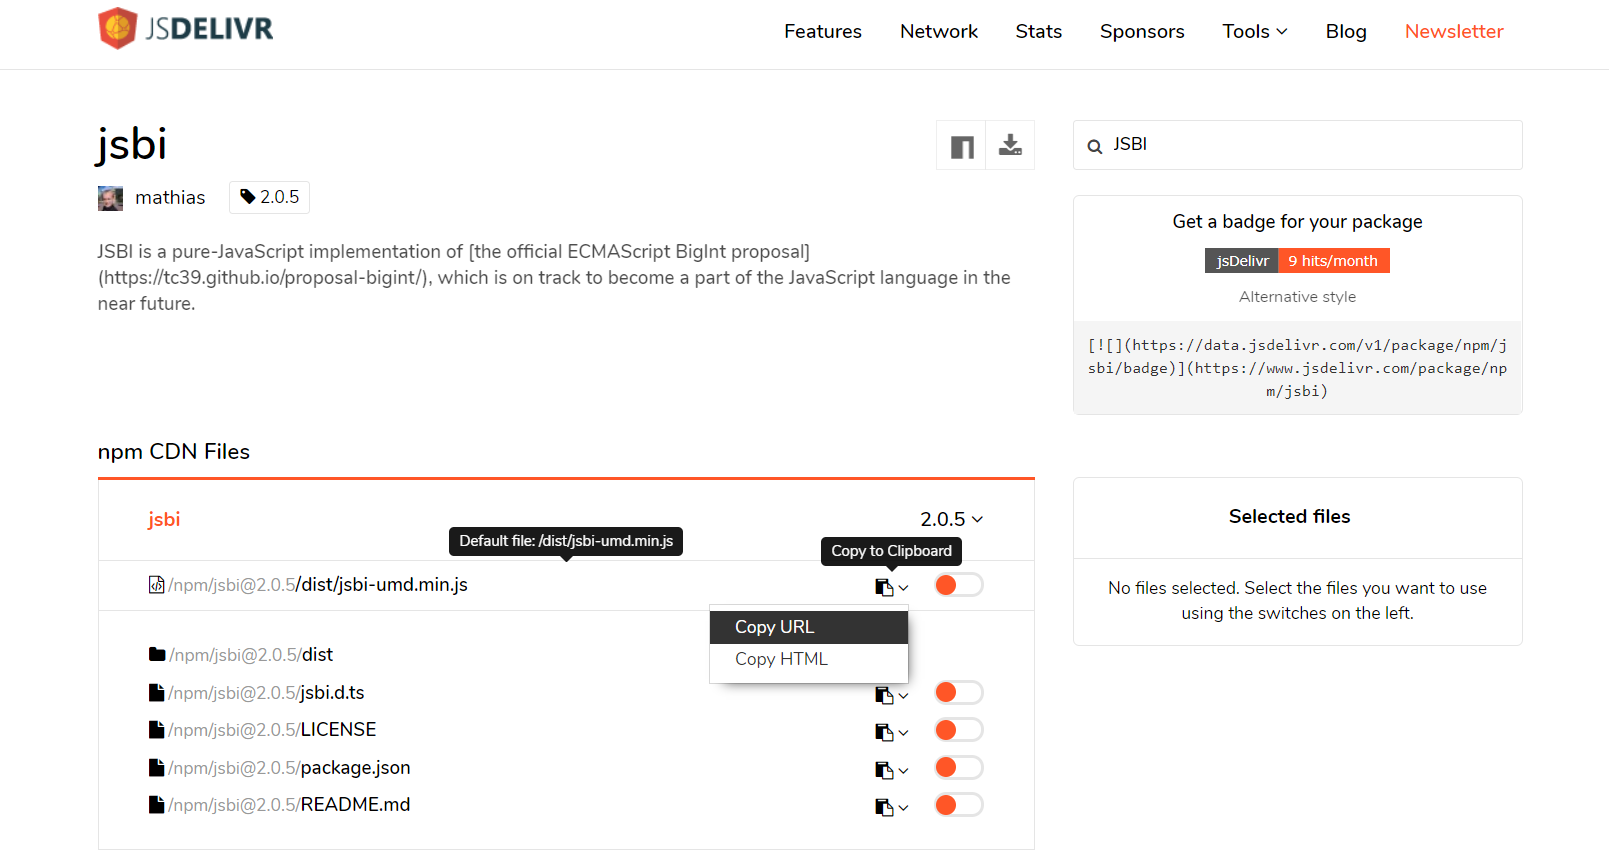 JSDELIVR
Features Network Stats Sponsors Tools Blog Newsletter
jsbi
mathias 2.0.5
JSBI is a pure-JavaScript implementation of [the official ECMAScript BigInt proposal]
(https://tc39.github.io/proposal-bigint/), which is on track to become a part of the JavaScript language in the
near future.
JSBI
Get a badge for your package
jsDelivr 9 hits/month
Alternative style
[![](https://data.jsdelivr.com/v1/package/npm/j
sbi/badge)](https://www.jsdelivr.com/package/np
m/jsbi)
npm CDN Files
jsbi 2.0.5
Default file: /dist/jsbi-umd.min.js
Copy to Clipboard
/npm/jsbi@2.0.5/dist/jsbi-umd.min.js
Copy URL
Copy HTML
/npm/jsbi@2.0.5/dist
/npm/jsbi@2.0.5/jsbi.d.ts
/npm/jsbi@2.0.5/LICENSE
/npm/jsbi@2.0.5/package.json
/npm/jsbi@2.0.5/README.md
Selected files
No files selected. Select the files you want to use
using the switches on the left.